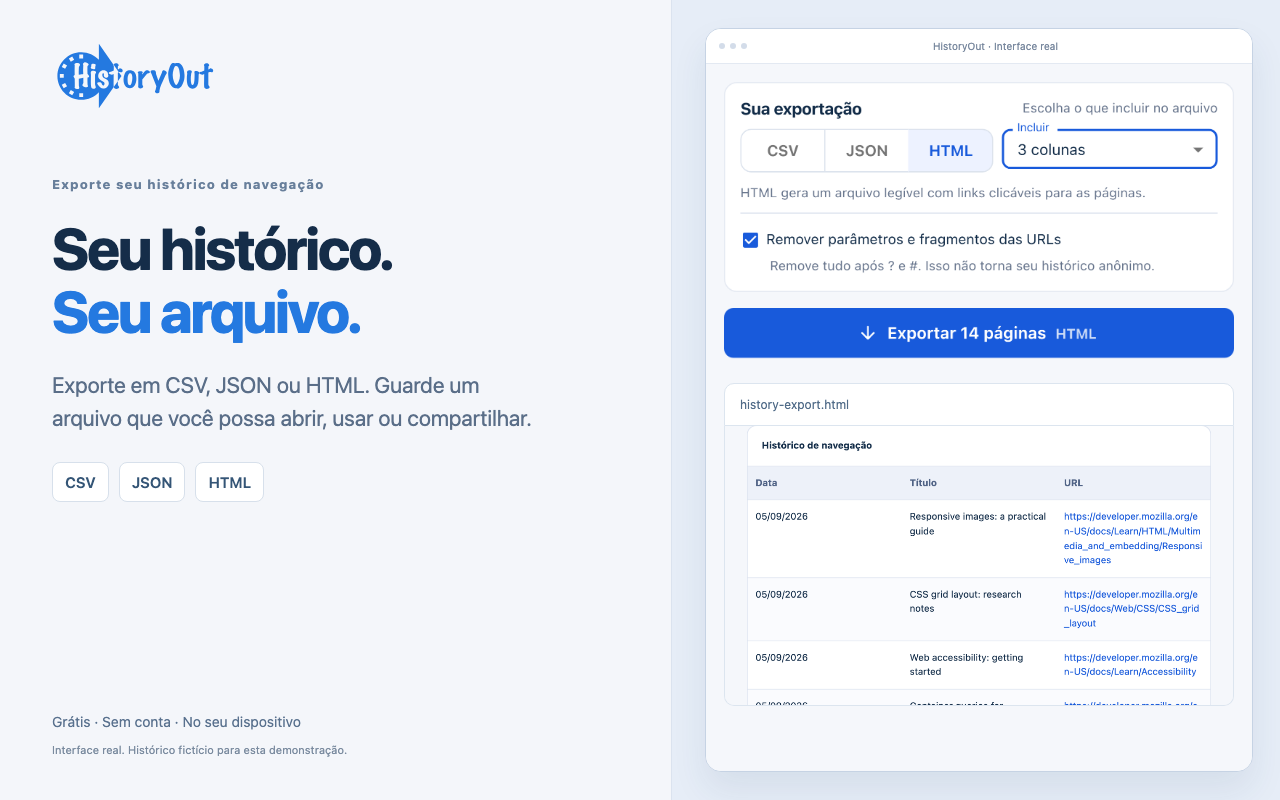 HistoryOut
Exporte seu histórico de navegação
Seu histórico.
Seu arquivo.
Exporte em CSV, JSON ou HTML. Guarde um
arquivo que você possa abrir, usar ou compartilhar.
CSV
JSON
HTML
Grátis · Sem conta · No seu dispositivo
Interface real. Histórico fictício para esta demonstração.
HistoryOut · Interface real
Sua exportação
Escolha o que incluir no arquivo
CSV
JSON
HTML
Incluir
3 colunas
HTML gera um arquivo legível com links clicáveis para as páginas.
Remover parâmetros e fragmentos das URLs
Remove tudo após ? e #. Isso não torna seu histórico anônimo.
Exportar 14 páginas HTML
history-export.html
Histórico de navegação
Data
Título
URL
05/09/2026
Responsive images: a practical
guide
https://developer.mozilla.org/e
n-US/docs/Learn/HTML/Multim
edia_and_embedding/Responsi
ve_images
05/09/2026
CSS grid layout: research
notes
https://developer.mozilla.org/e
n-US/docs/Web/CSS/CSS_grid
_layout
05/09/2026
Web accessibility: getting
started
https://developer.mozilla.org/e
n-US/docs/Learn/Accessibility